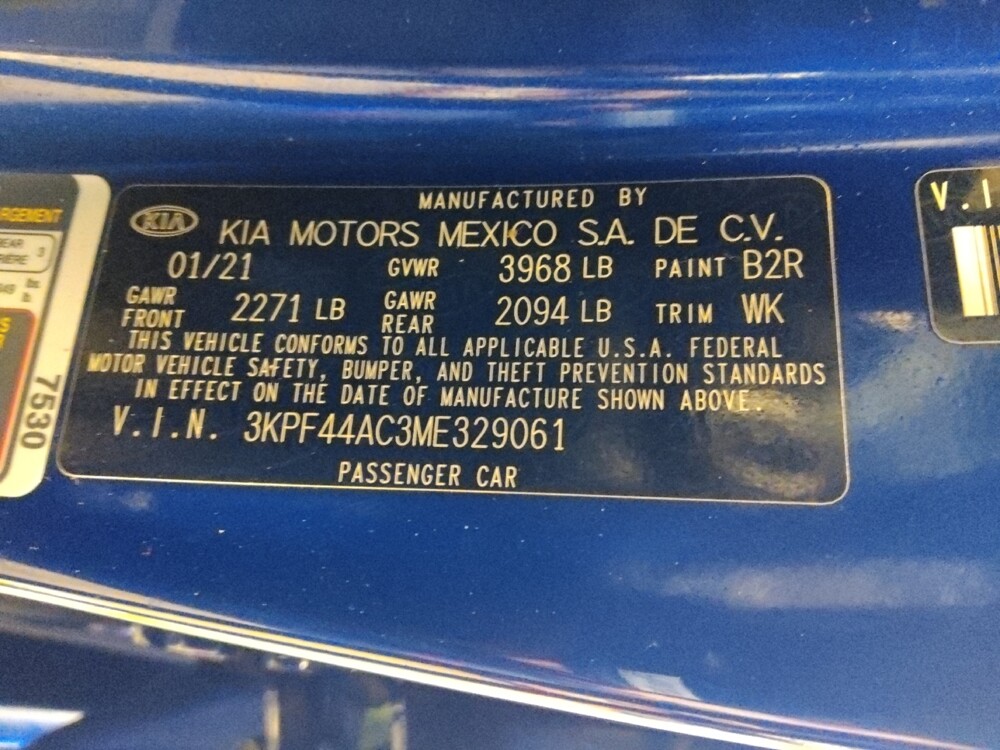 MANUFACTURED BY
KIA KIA MOTORS MEXICO S.A. DE C.V.
01/21 GVWR 3968 LB PAINT B2R
GAWR FRONT 2271 LB GAWR REAR 2094 LB TRIM WK
THIS VEHICLE CONFORMS TO ALL APPLICABLE U.S.A. FEDERAL
MOTOR VEHICLE SAFETY, BUMPER, AND THEFT PREVENTION STANDARDS
IN EFFECT ON THE DATE OF MANUFACTURE SHOWN ABOVE.
V.I.N. 3KPF44AC3ME329061
PASSENGER CAR
7530
3
V.I